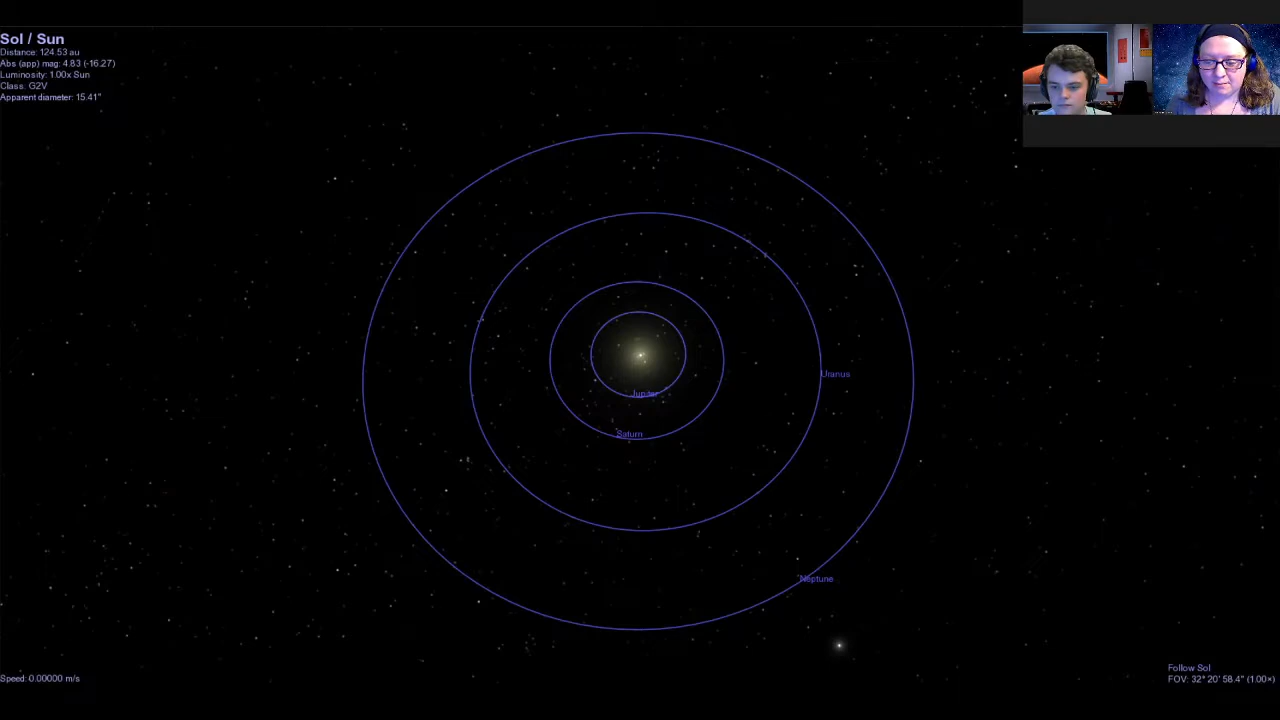 Sol / Sun
Distance: 124.53 au
Abs (app) mag: 4.83 (-16.27)
Luminosity: 1.00x Sun
Class: G2V
Apparent diameter: 15.41"
Uranus
Jupiter
Saturn
Neptune
Follow Sol
Speed: 0.00000 m/s
FOV: 32° 20' 58.4" (1.00×)